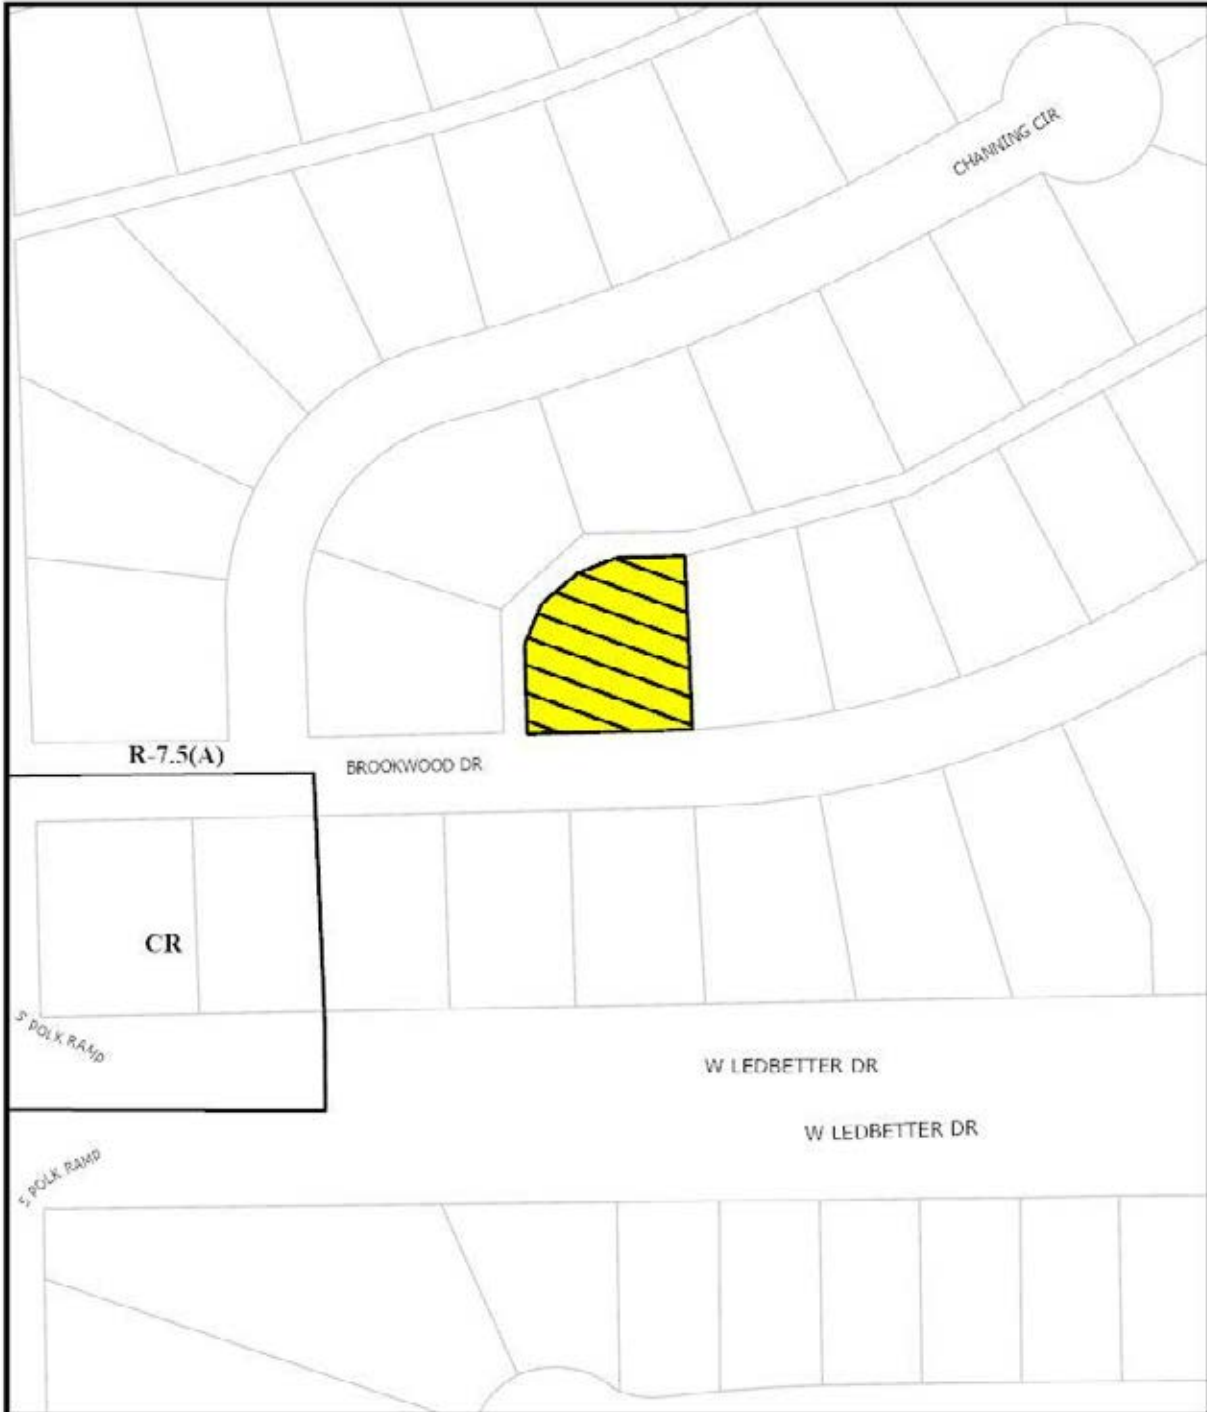 CHANNING CIR
R-7.5(A)
BROOKWOOD DR
CR
S POLK RAMP
W LEDBETTER DR
W LEDBETTER DR
S POLK RAMP